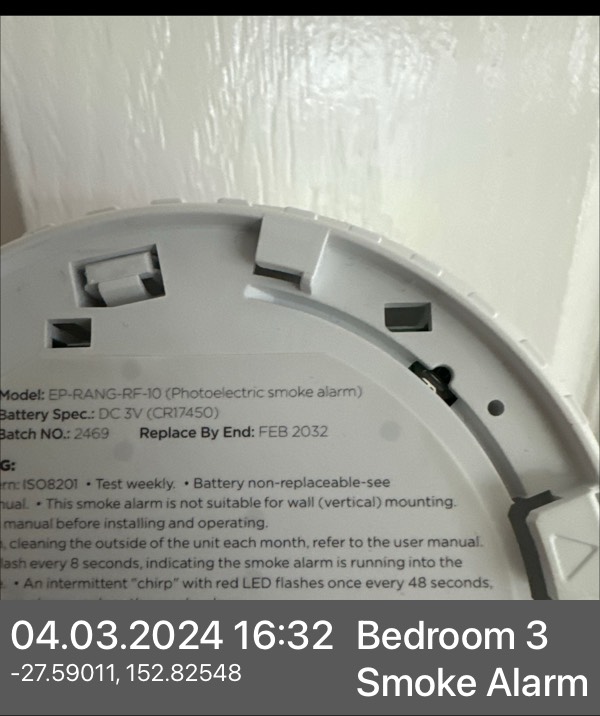 Model: EP-RANG-RF-10 (Photoelectric smoke alarm)
Battery Spec.: DC 3V (CR17450)
Batch NO.: 2469 Replace By End: FEB 2032
G:
ern: ISO8201 • Test weekly. • Battery non-replaceable-see
nual. • This smoke alarm is not suitable for wall (vertical) mounting.
manual before installing and operating.
, cleaning the outside of the unit each month, refer to the user manual.
lash every 8 seconds, indicating the smoke alarm is running into the
. • An intermittent "chirp" with red LED flashes once every 48 seconds,
04.03.2024 16:32
-27.59011, 152.82548
Bedroom 3
Smoke Alarm